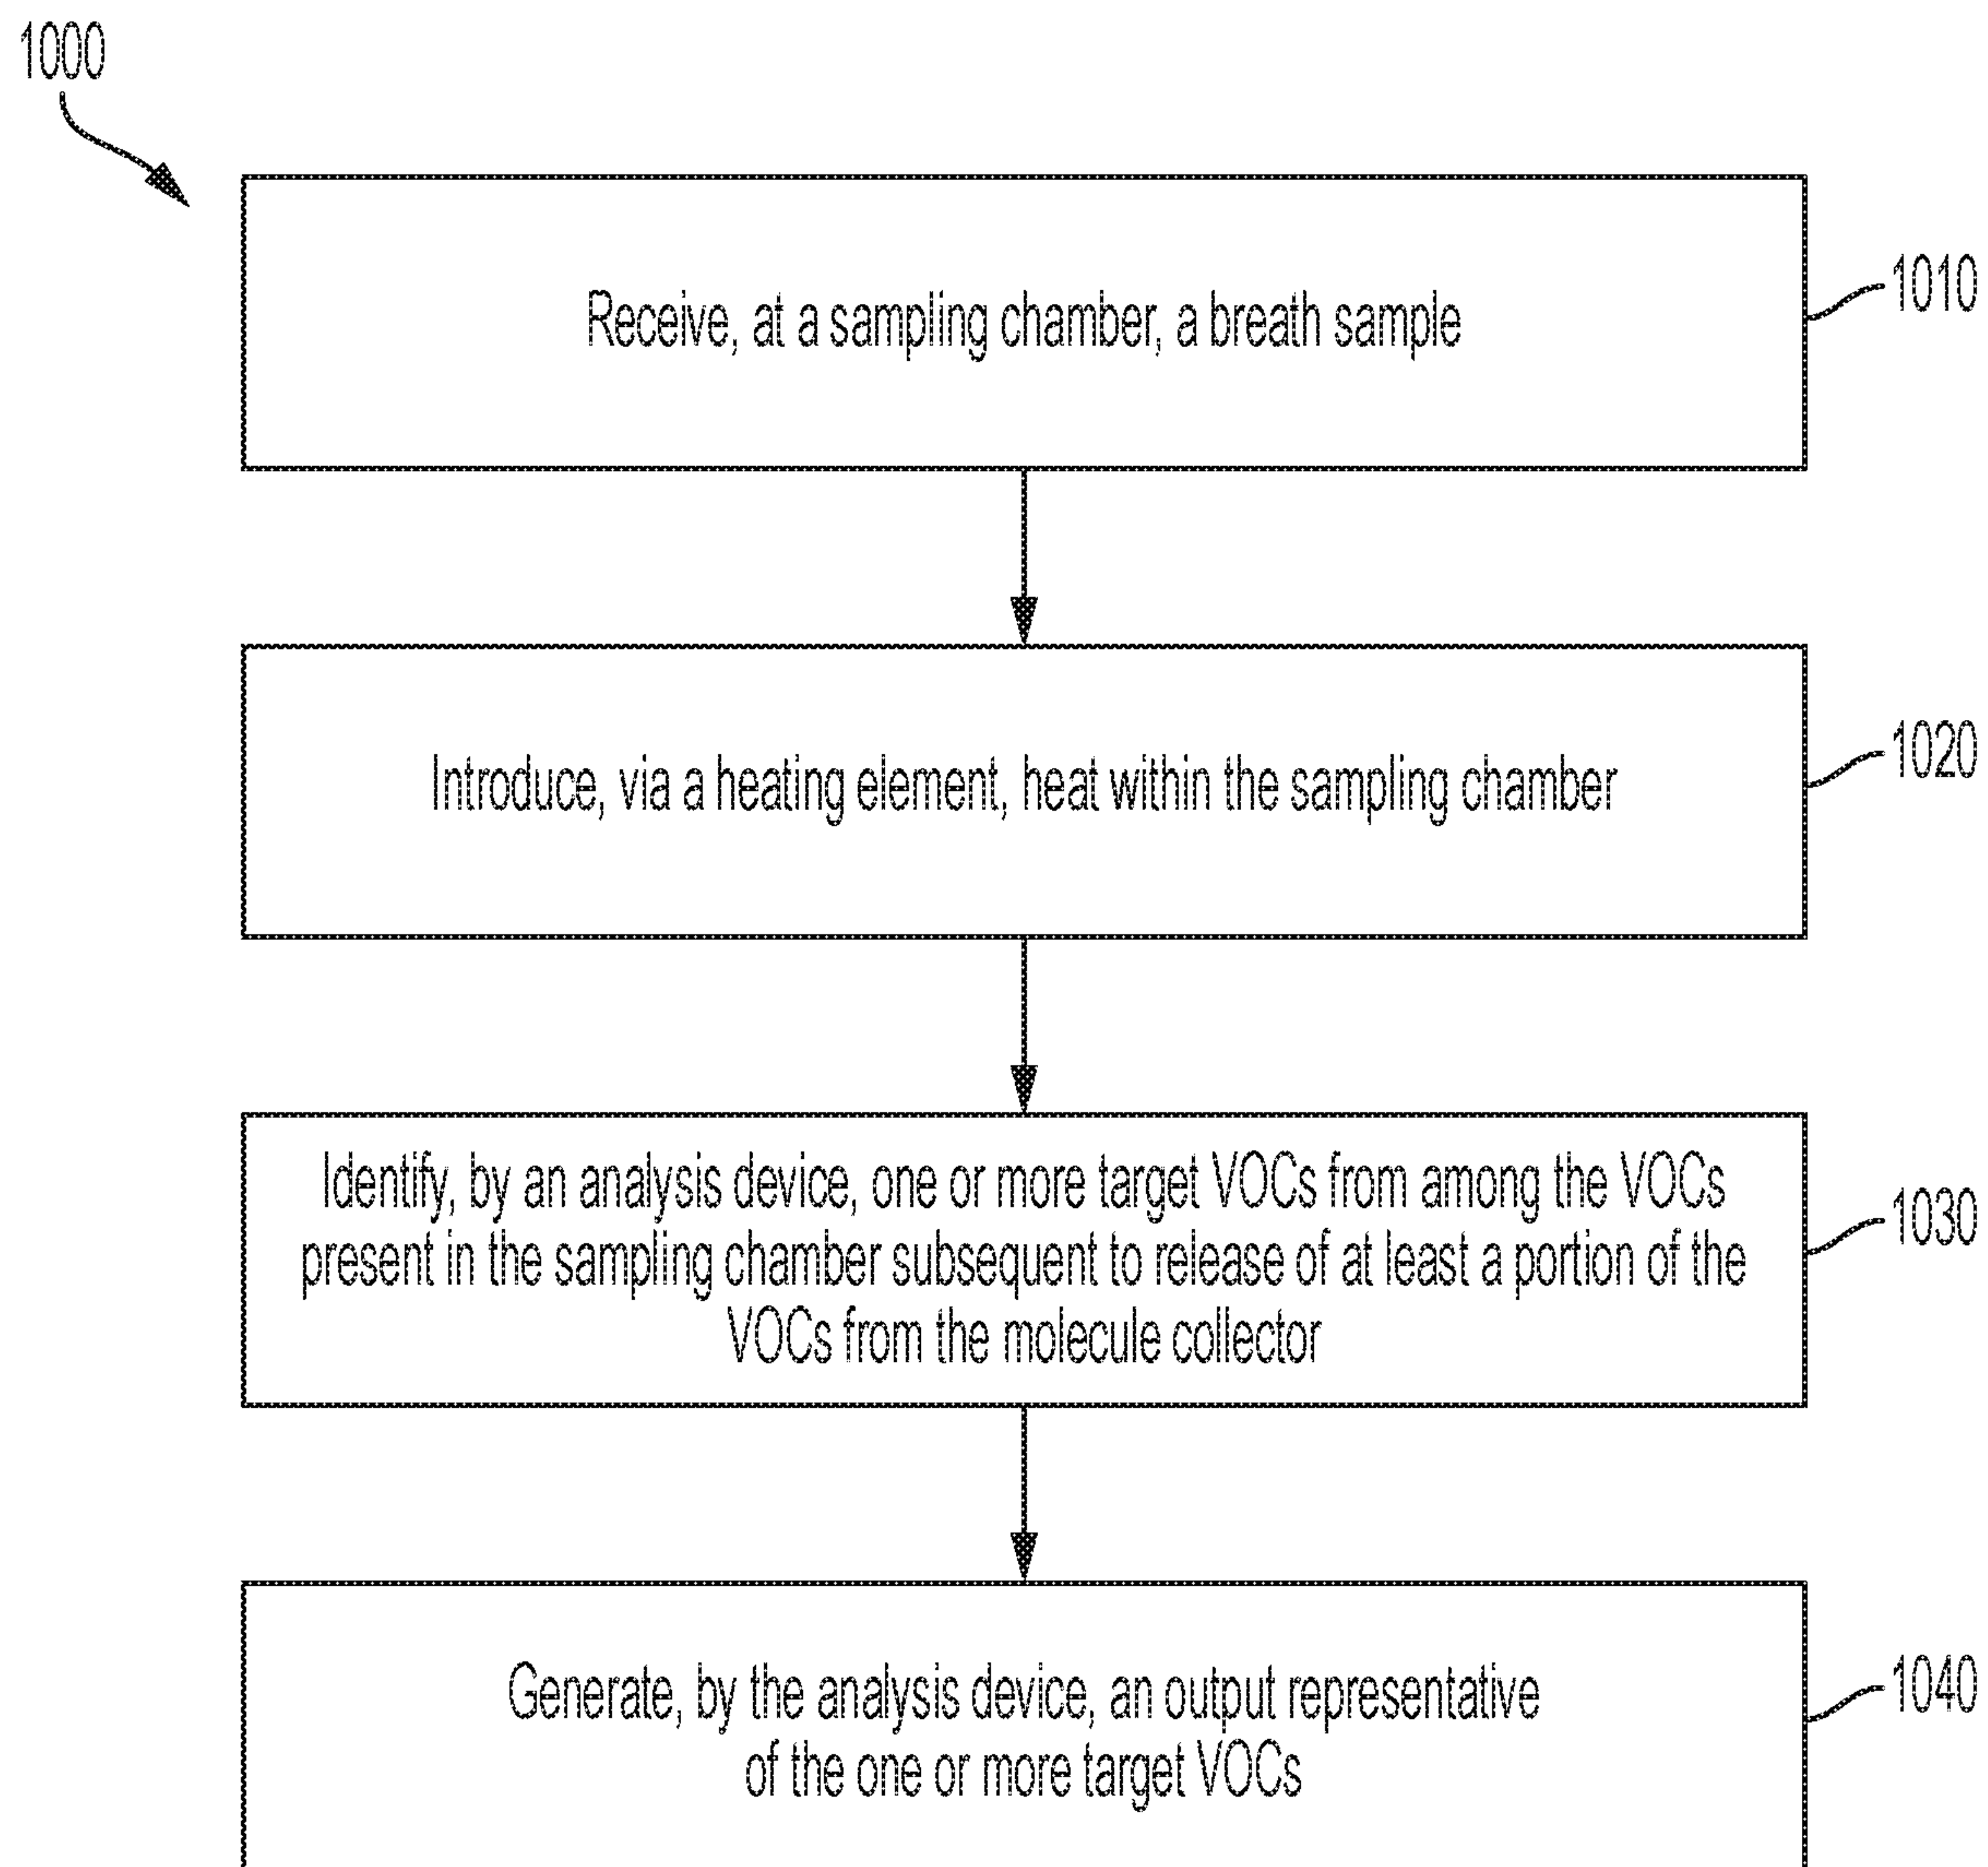 1000
Receive, at a sampling chamber, a breath sample
1010
Introduce, via a heating element, heat within the sampling chamber
1020
Identify, by an analysis device, one or more target VOCs from among the VOCs
present in the sampling chamber subsequent to release of at least a portion of the
VOCs from the molecule collector
1030
Generate, by the analysis device, an output representative
of the one or more target VOCs
1040